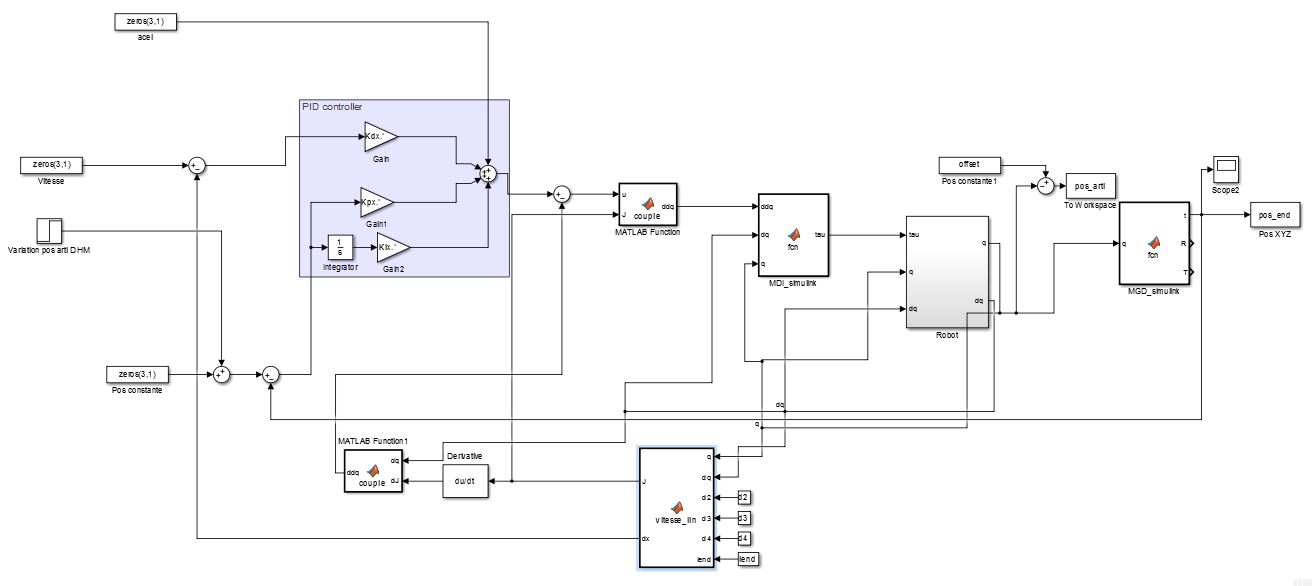 zeros(3,1)
acel
PID controller
Kdx.*
Gain
zeros(3,1)
Vitesse
Kpx.*
Gain1
Variation pos arti DHM
1
s
Integrator
KIx.*
Gain2
u
J
couple
ddq
MATLAB Function
ddq
dq
q
fcn
tau
MDI_simulink
tau
q
dq
q
dq
Robot
offset
Pos constante1
pos_arti
To Workspace
Scope2
q
fcn
t
R
T
MGD_simulink
pos_end
Pos XYZ
zeros(3,1)
Pos constante
dq
q
MATLAB Function1
ddq
couple
dq
dJ
Derivative
du/dt
J
dx
vitesse_lin
q
dq
d2
d3
d4
lend
d2
d3
d4
lend